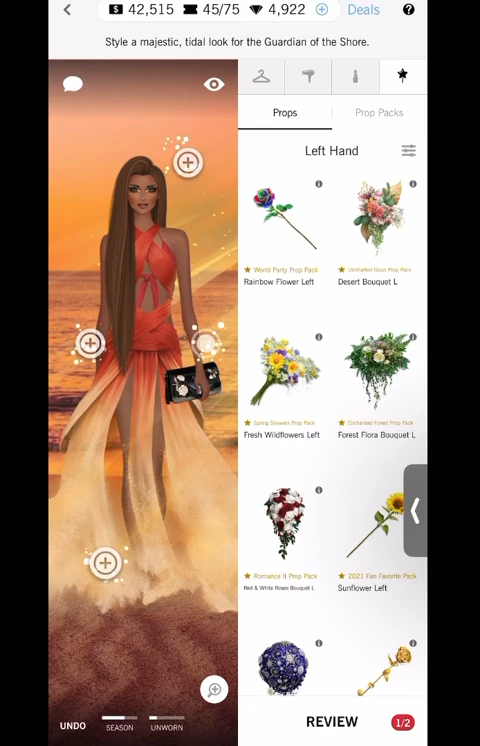 $ 42,515 45/75 4,922 Deals ?
Style a majestic, tidal look for the Guardian of the Shore.
Props Prop Packs
Left Hand
World Party Prop Pack
Rainbow Flower Left
Uncharted Oasis Prop Pack
Desert Bouquet L
Spring Showers Prop Pack
Fresh Wildflowers Left
Enchanted Forest Prop Pack
Forest Flora Bouquet L
Romance II Prop Pack
Red & White Roses Bouquet L
2021 Fan Favorite Pack
Sunflower Left
UNDO SEASON UNWORN
REVIEW 1/2